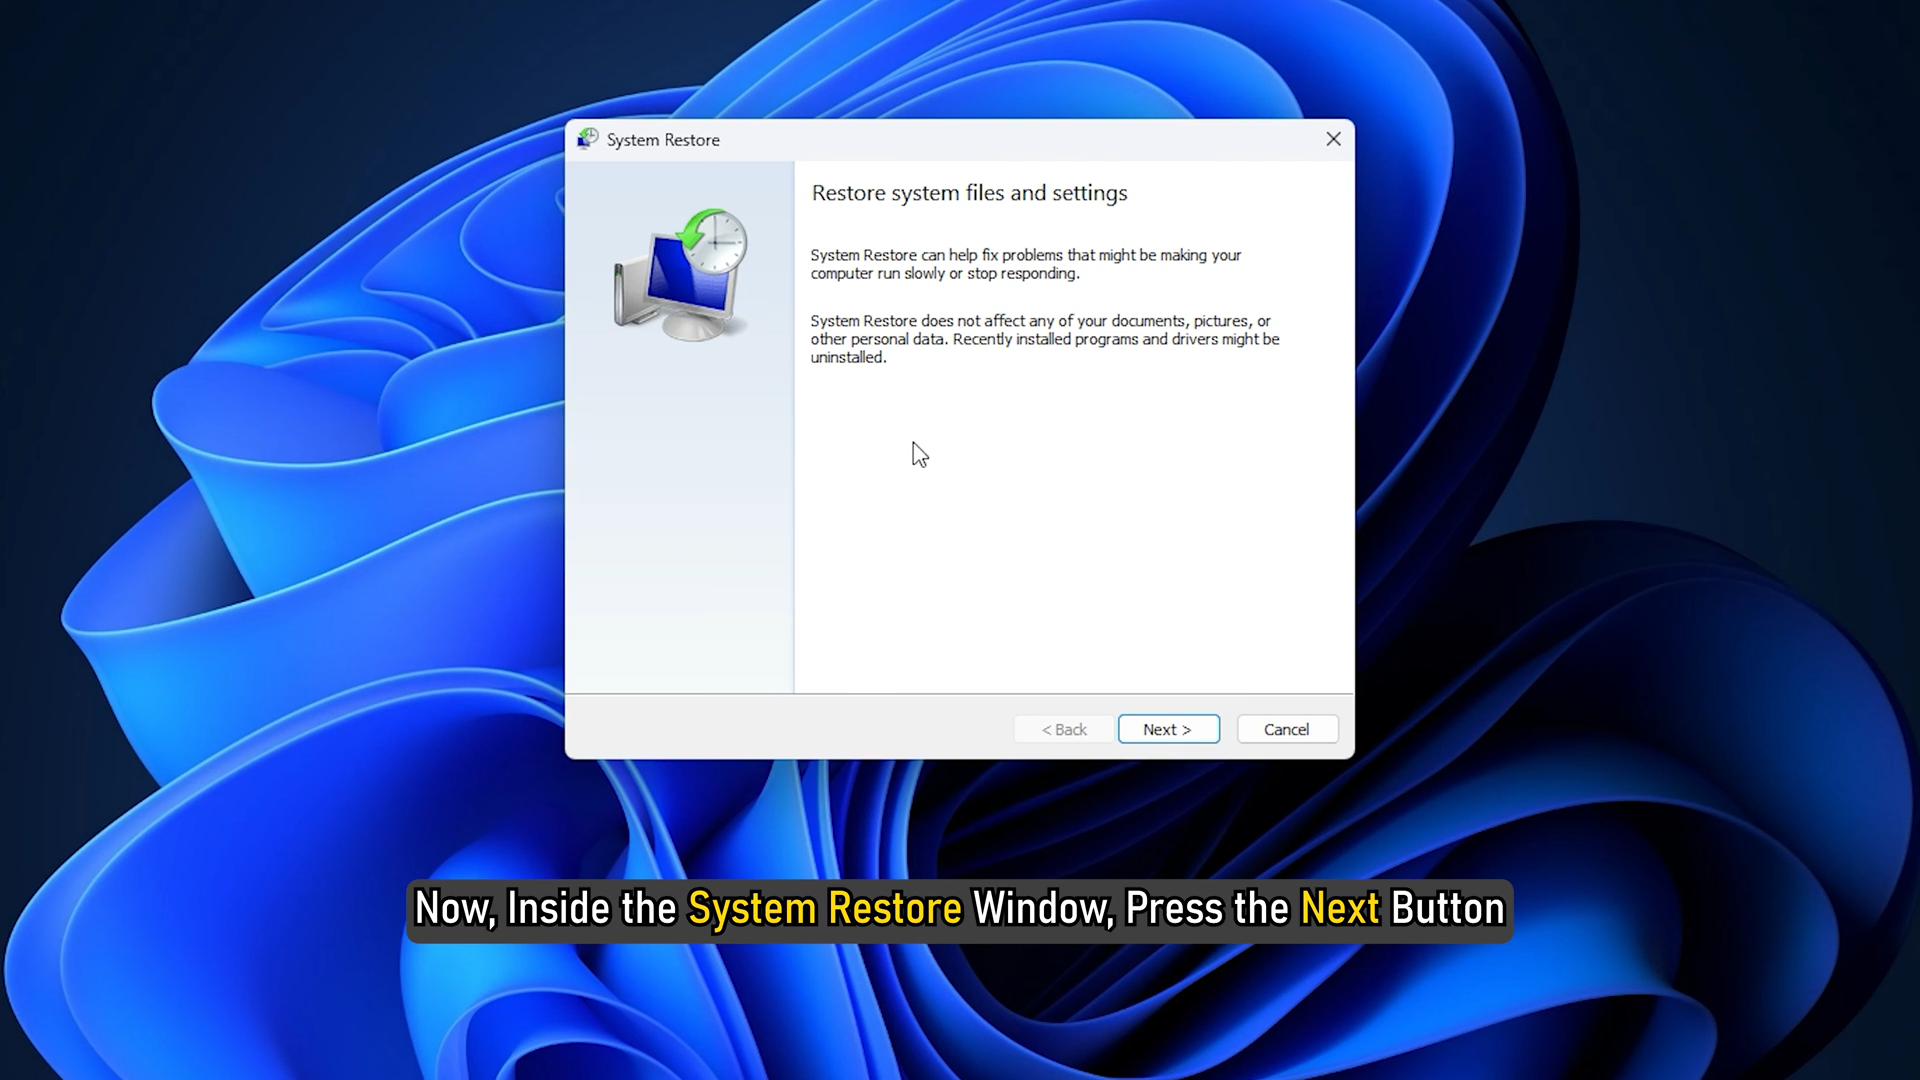 System Restore
Restore system files and settings
System Restore can help fix problems that might be making your
computer run slowly or stop responding.
System Restore does not affect any of your documents, pictures, or
other personal data. Recently installed programs and drivers might be
uninstalled.
< Back
Next >
Cancel
Now, Inside the System Restore Window, Press the Next Button